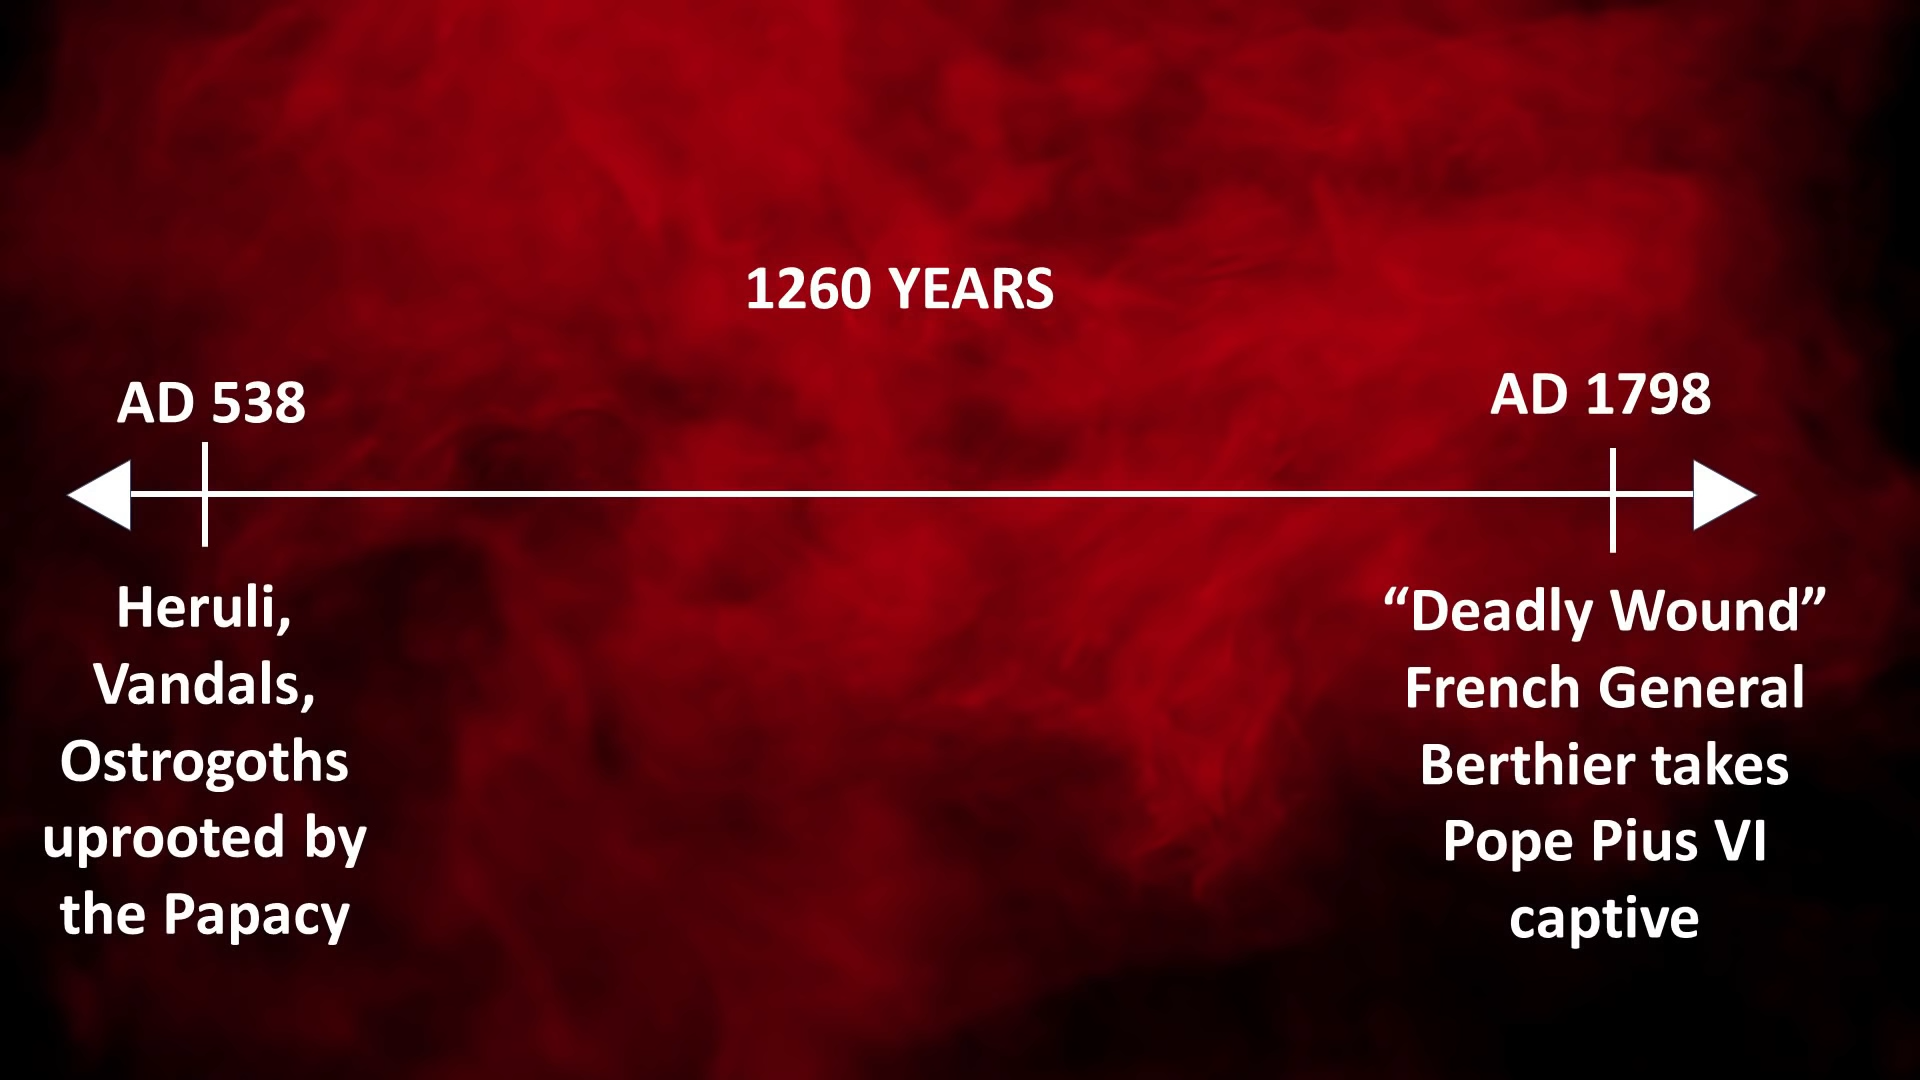 1260 YEARS
AD 538
AD 1798
Heruli,
Vandals,
Ostrogoths
uprooted by
the Papacy
“Deadly Wound”
French General
Berthier takes
Pope Pius VI
captive